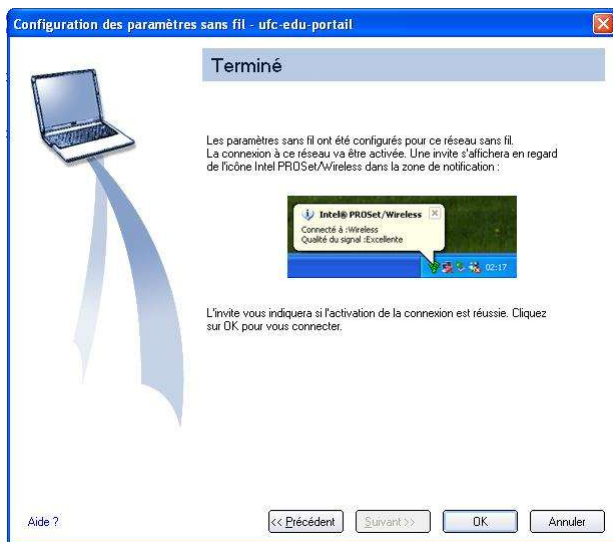 Configuration des paramètres sans fil - ufc-edu-portail
Terminé
Les paramètres sans fil ont été configurés pour ce réseau sans fil.
La connexion à ce réseau va être activée. Une invite s'affichera en regard
de l'icône Intel PROSet/Wireless dans la zone de notification :
Intel® PROSet/Wireless
Connecté à :Wireless
Qualité du signal :Excellente
02:17
L'invite vous indiquera si l'activation de la connexion est réussie. Cliquez
sur OK pour vous connecter.
Aide ?
<< Précédent
Suivant >>
OK
Annuler